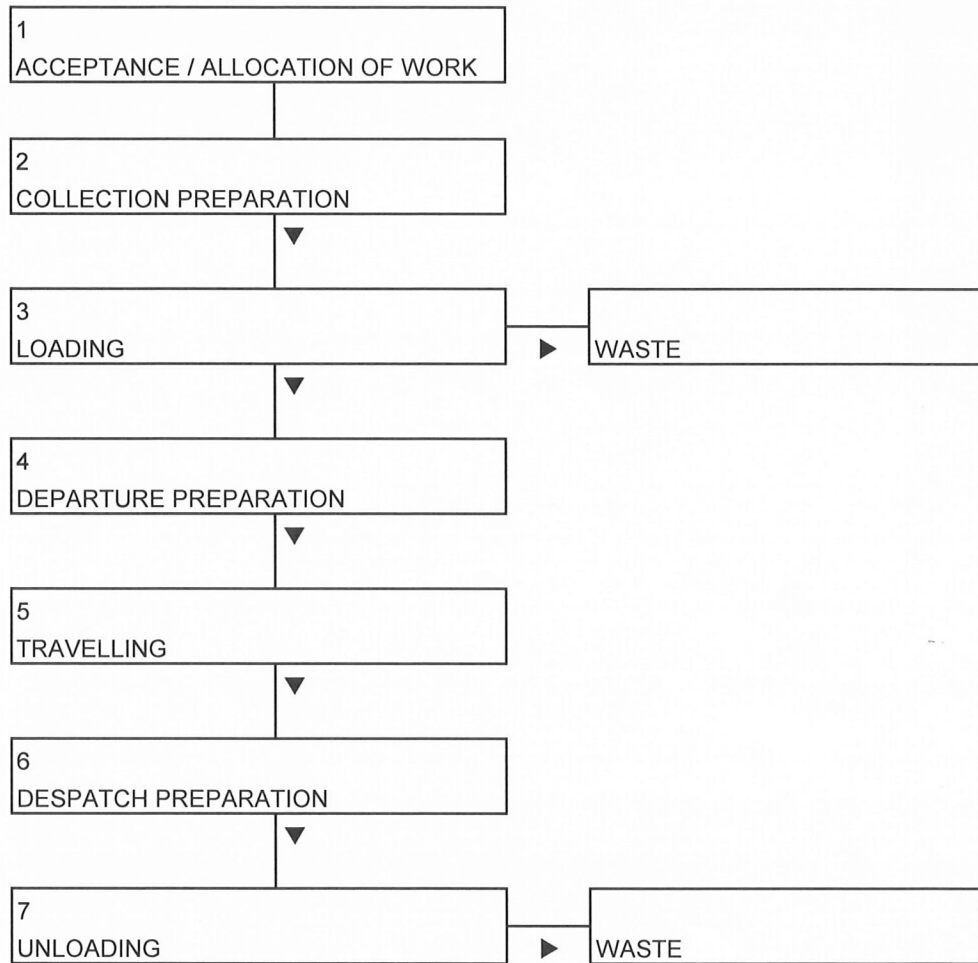 1
ACCEPTANCE / ALLOCATION OF WORK
2
COLLECTION PREPARATION
3
LOADING
WASTE
4
DEPARTURE PREPARATION
5
TRAVELLING
6
DESPATCH PREPARATION
7
UNLOADING
WASTE